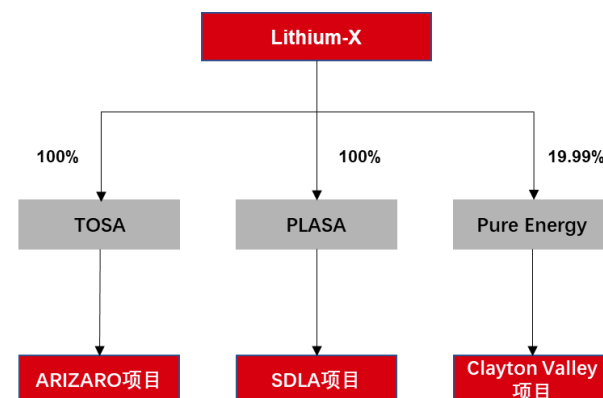 Lithium-X
100%
100%
19.99%
TOSA
PLASA
Pure Energy
ARIZARO项目
SDLA项目
Clayton Valley
项目